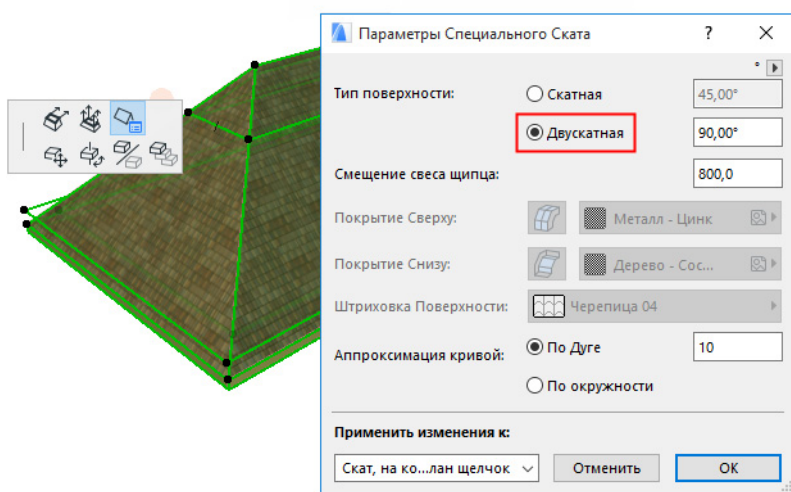 Параметры Специального Ската
?
°
Тип поверхности:
Скатная
45,00°
Двускатная
90,00°
Смещение свеса щипца:
800,0
Покрытие Сверху:
Металл - Цинк
Покрытие Снизу:
Дерево - Сос...
Штриховка Поверхности:
Черепица 04
Аппроксимация кривой:
По Дуге
10
По окружности
Применить изменения к:
Скат, на ко...лан щелчок
Отменить
OK